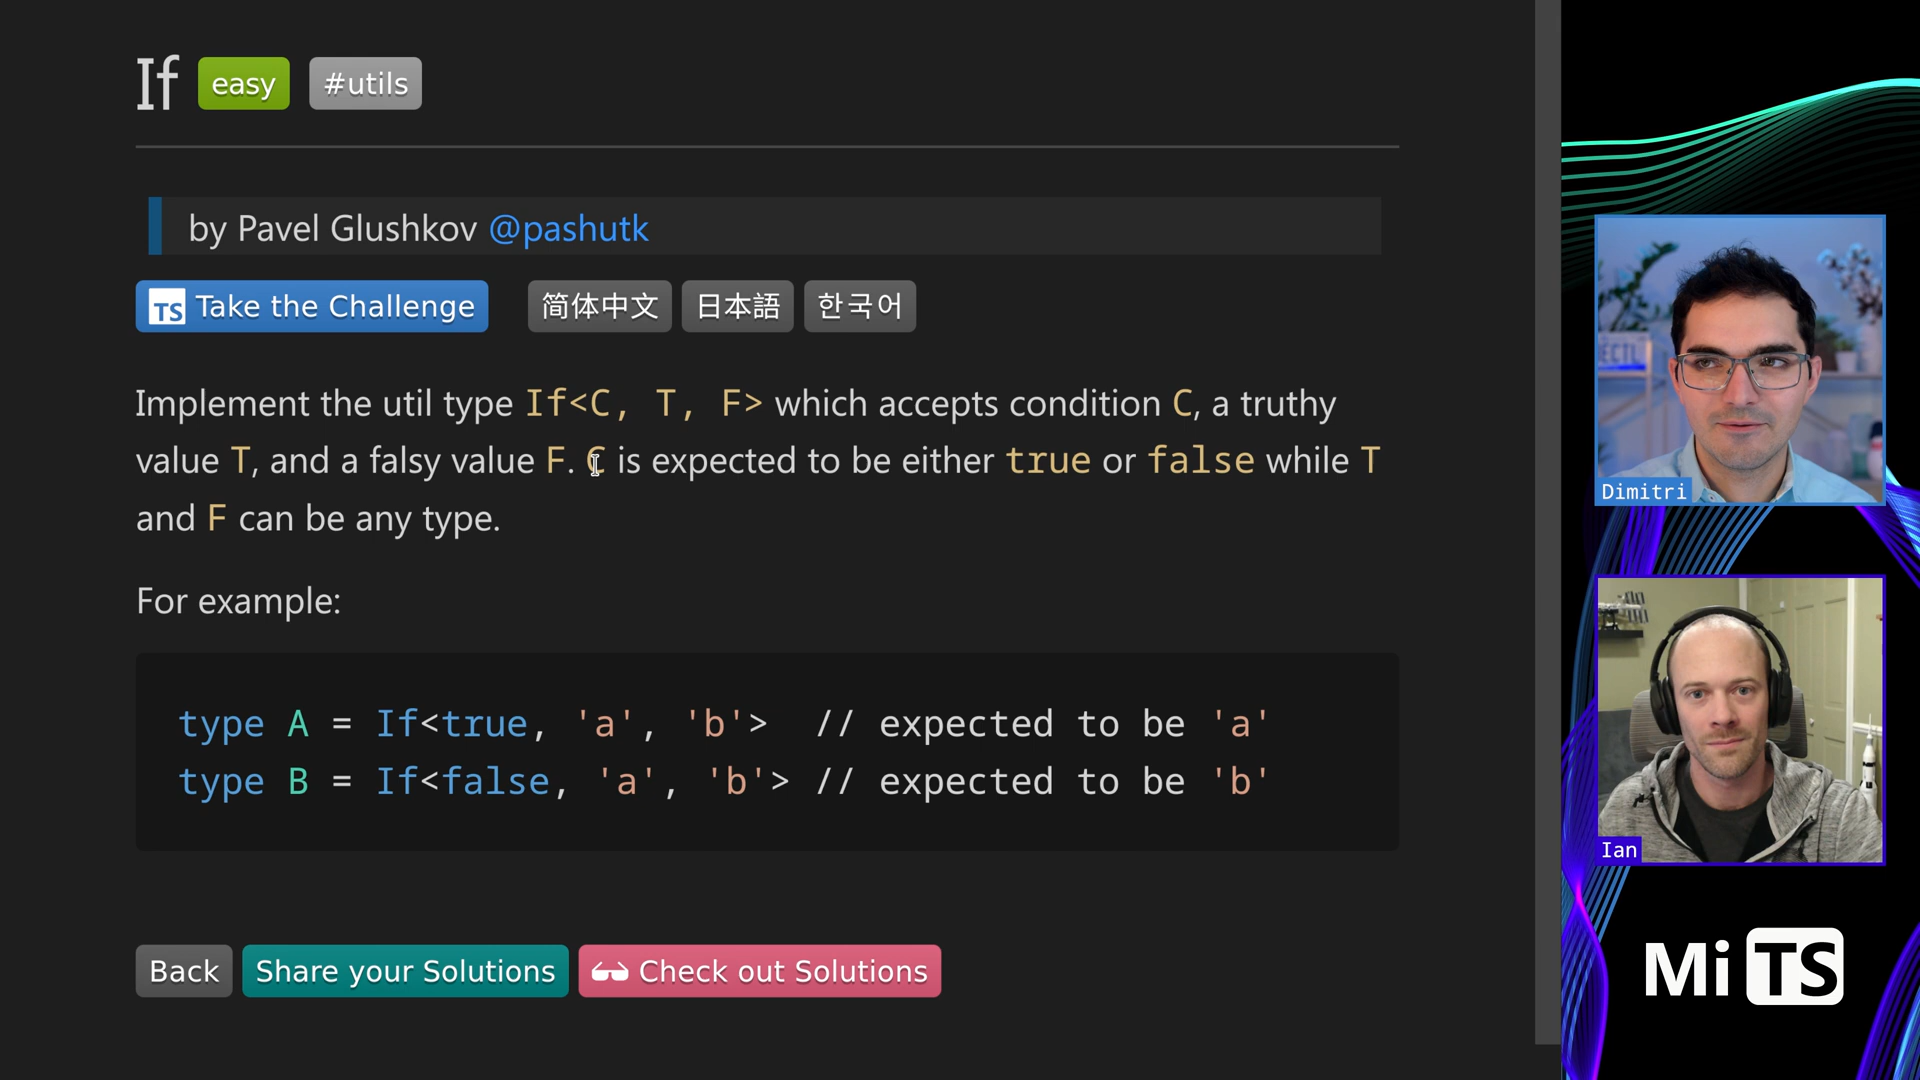 If easy #utils
by Pavel Glushkov @pashutk
TS Take the Challenge 简体中文 日本語 한국어
Implement the util type If<C, T, F> which accepts condition C, a truthy
value T, and a falsy value F. C is expected to be either true or false while T
and F can be any type.
For example:
type A = If<true, 'a', 'b'>  // expected to be 'a'
type B = If<false, 'a', 'b'> // expected to be 'b'
Back Share your Solutions Check out Solutions
Dimitri
Ian
Mi TS